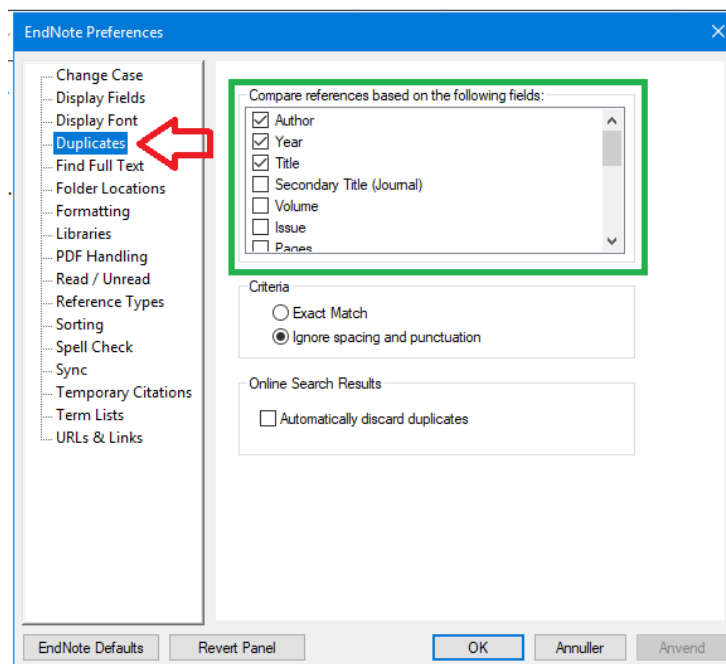 EndNote Preferences
Change Case
Display Fields
Display Font
Duplicates
Find Full Text
Folder Locations
Formatting
Libraries
PDF Handling
Read / Unread
Reference Types
Sorting
Spell Check
Sync
Temporary Citations
Term Lists
URLs & Links
Compare references based on the following fields:
Author
Year
Title
Secondary Title (Journal)
Volume
Issue
Pages
Criteria
Exact Match
Ignore spacing and punctuation
Online Search Results
Automatically discard duplicates
EndNote Defaults
Revert Panel
OK
Annuller
Anvend